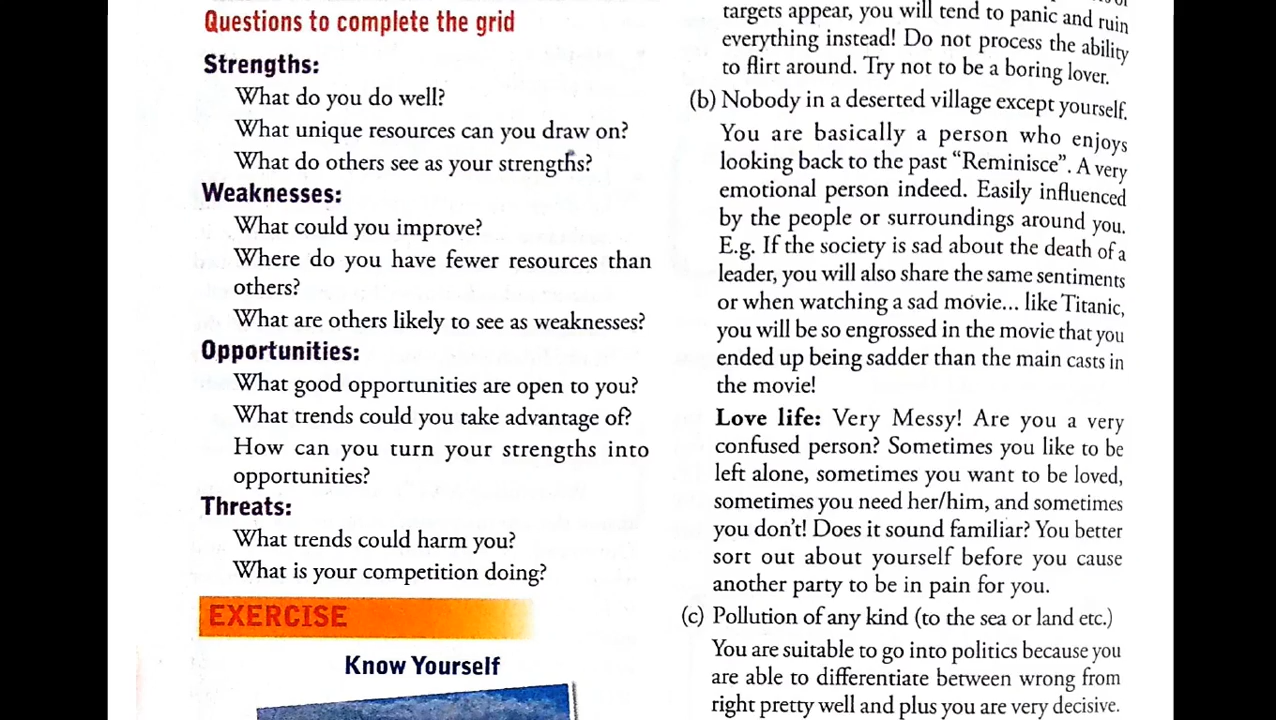 Questions to complete the grid
Strengths:
What do you do well?
What unique resources can you draw on?
What do others see as your strengths?
Weaknesses:
What could you improve?
Where do you have fewer resources than
others?
What are others likely to see as weaknesses?
Opportunities:
What good opportunities are open to you?
What trends could you take advantage of?
How can you turn your strengths into
opportunities?
Threats:
What trends could harm you?
What is your competition doing?
EXERCISE
Know Yourself
targets appear, you will tend to panic and ruin
everything instead! Do not process the ability
to flirt around. Try not to be a boring lover.
(b) Nobody in a deserted village except yourself.
You are basically a person who enjoys
looking back to the past “Reminisce”. A very
emotional person indeed. Easily influenced
by the people or surroundings around you.
E.g. If the society is sad about the death of a
leader, you will also share the same sentiments
or when watching a sad movie... like Titanic,
you will be so engrossed in the movie that you
ended up being sadder than the main casts in
the movie!
Love life: Very Messy! Are you a very
confused person? Sometimes you like to be
left alone, sometimes you want to be loved,
sometimes you need her/him, and sometimes
you don't! Does it sound familiar? You better
sort out about yourself before you cause
another party to be in pain for you.
(c) Pollution of any kind (to the sea or land etc.)
You are suitable to go into politics because you
are able to differentiate between wrong from
right pretty well and plus you are very decisive.